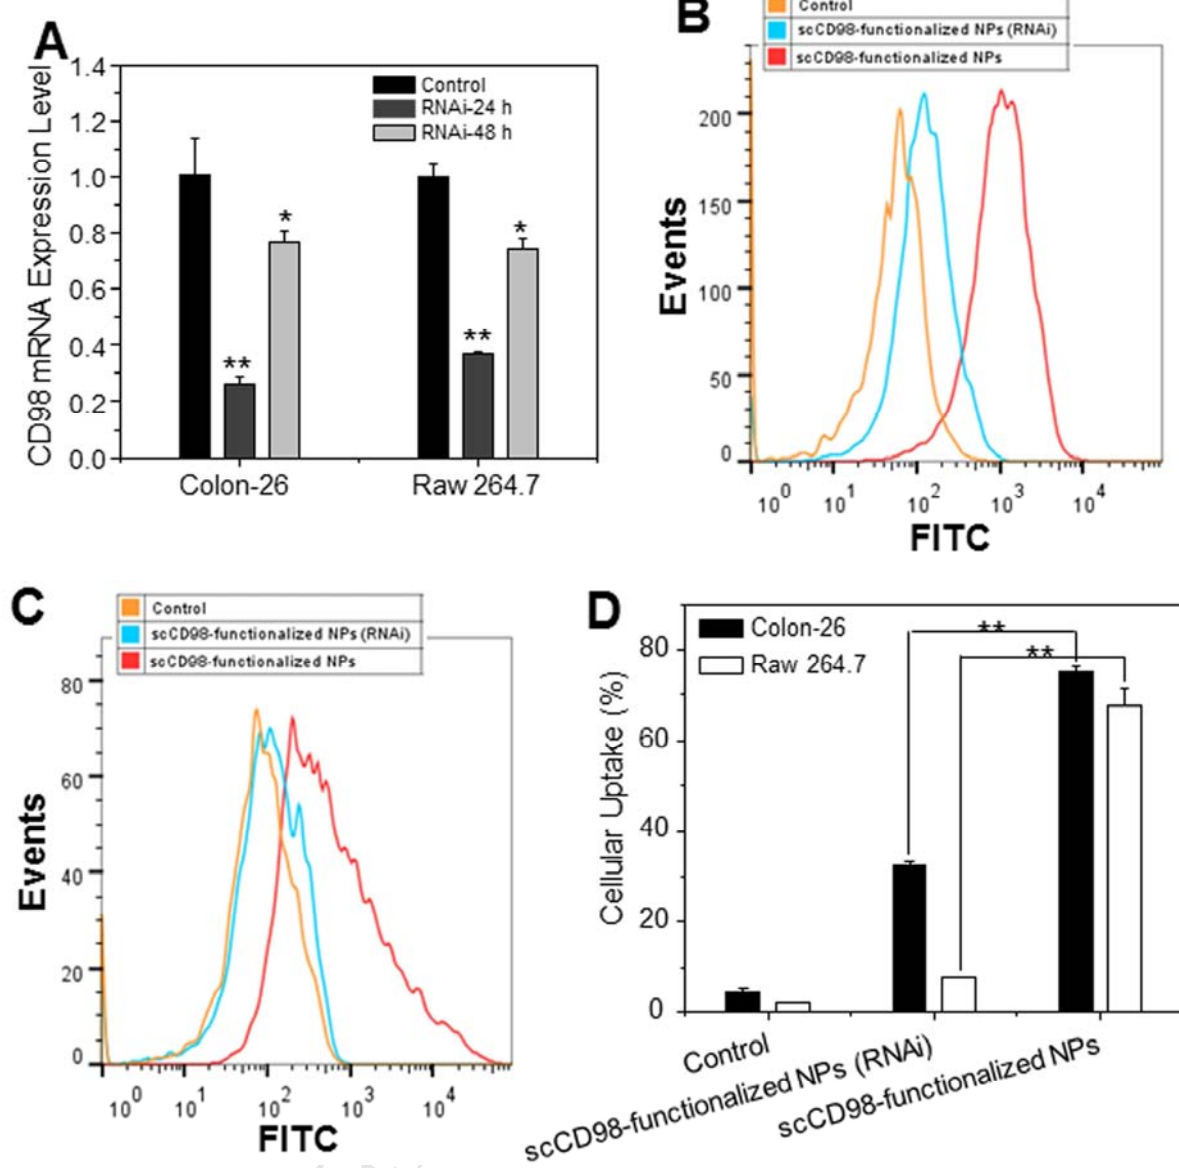 A
CD98 mRNA Expression Level
1.4
1.2
1.0
0.8
0.6
0.4
0.2
0.0
Control
RNAi-24 h
RNAi-48 h
**
*
**
*
Colon-26
Raw 264.7
B
Control
scCD98-functionalized NPs (RNAi)
scCD98-functionalized NPs
Events
200
150
100
50
0
10^0 10^1 10^2 10^3 10^4
FITC
C
Control
scCD98-functionalized NPs (RNAi)
scCD98-functionalized NPs
Events
80
60
40
20
0
10^0 10^1 10^2 10^3 10^4
FITC
D
Cellular Uptake (%)
80
60
40
20
0
Colon-26
Raw 264.7
**
**
Control
scCD98-functionalized NPs (RNAi)
scCD98-functionalized NPs